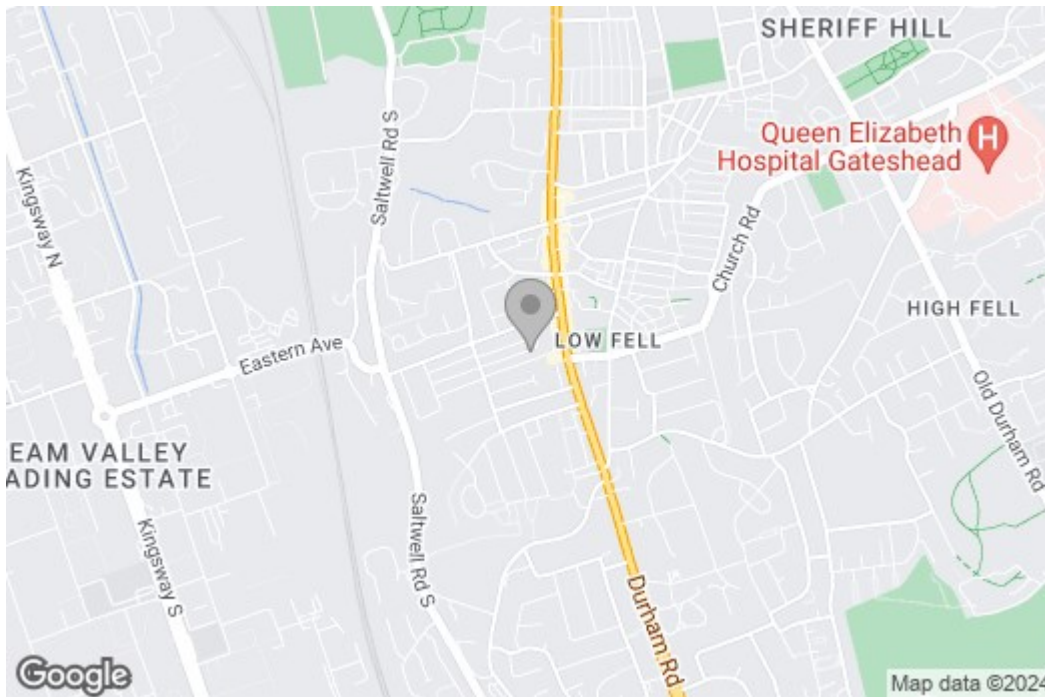 SHERIFF HILL
Queen Elizabeth
Hospital Gateshead
H
Saltwell Rd S
Kingsway N
Church Rd
HIGH FELL
LOW FELL
Eastern Ave
Old Durham Rd
EAM VALLEY
ADING ESTATE
Saltwell Rd S
Kingsway S
Durham Rd
Google
Map data ©2024